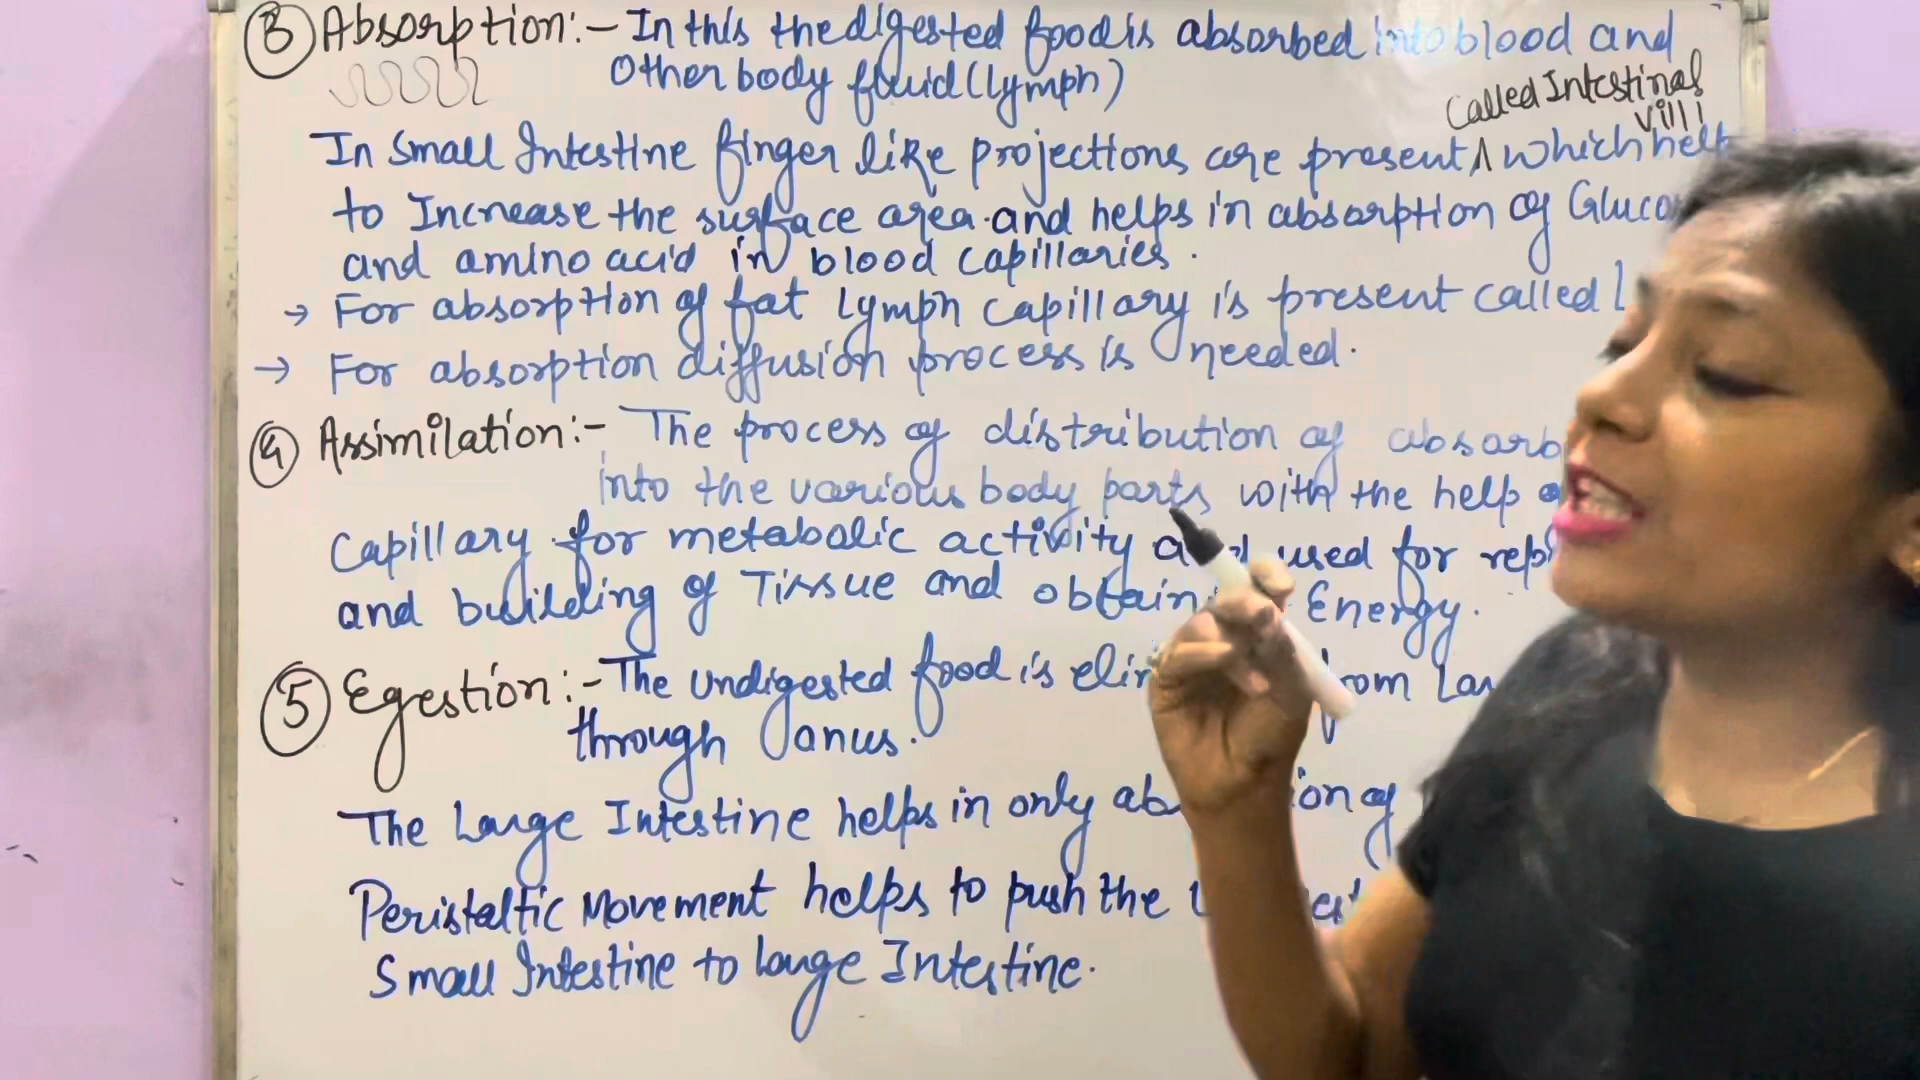 3 Absorption:- In this the digested food is absorbed into blood and
Other body fluid (lymph)
Called Intestinal
villi
In Small Intestine finger like projections are present ^ which help
to Increase the surface area. and helps in absorption of
and amino acid in blood capillaries.
→ For absorption of fat lymph capillary is present called
→ For absorption diffusion process is needed.
4 Assimilation:- The process of distribution of
into the various body parts with the help
capillary for metabolic activity and used for
and building of Tissue and obtain Energy.
5 Egestion:- The undigested food is from
through anus.
The Large Intestine helps in only of
Peristaltic Movement helps to push the
Small Intestine to large Intestine.